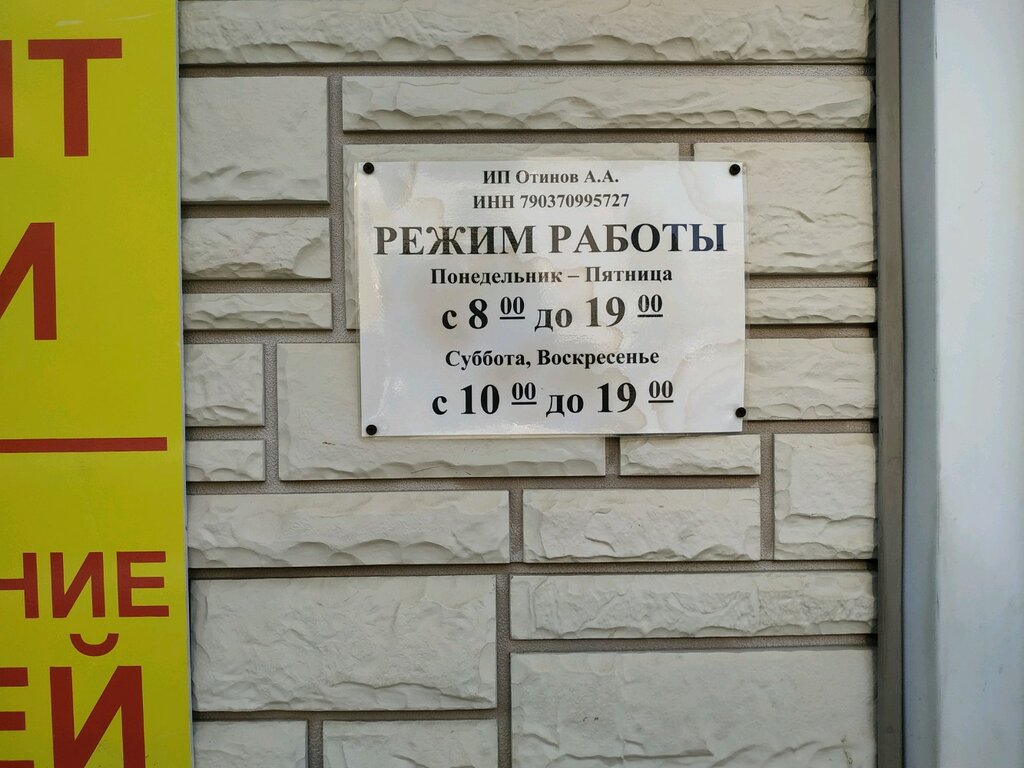 ИП Отинов А.А.
ИНН 790370995727
РЕЖИМ РАБОТЫ
Понедельник – Пятница
с 8 00 до 19 00
Суббота, Воскресенье
с 10 00 до 19 00